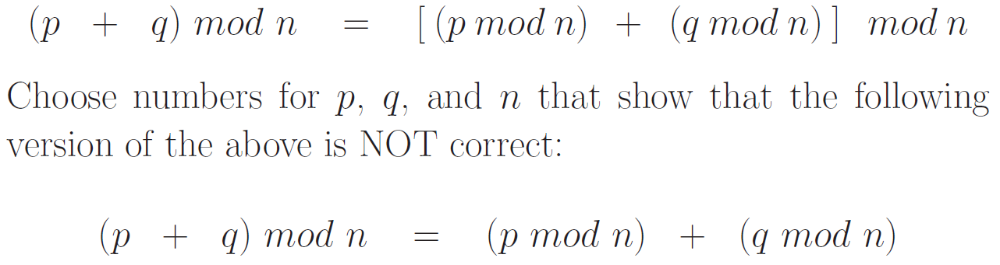 (p + q) mod n = [ (p mod n) + (q mod n) ] mod n
Choose numbers for p, q, and n that show that the following
version of the above is NOT correct:
(p + q) mod n = (p mod n) + (q mod n)